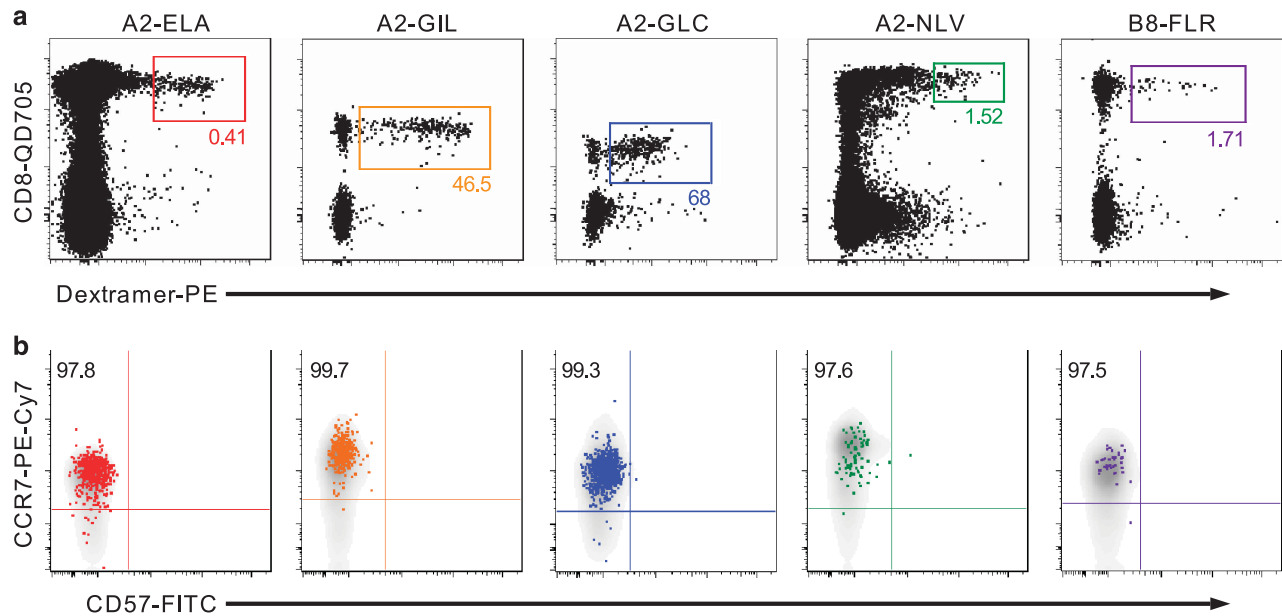 a
A2-ELA A2-GIL A2-GLC A2-NLV B8-FLR
CD8-QD705
0.41 46.5 68 1.52 1.71
Dextramer-PE
b
CCR7-PE-Cy7
97.8 99.7 99.3 97.6 97.5
CD57-FITC